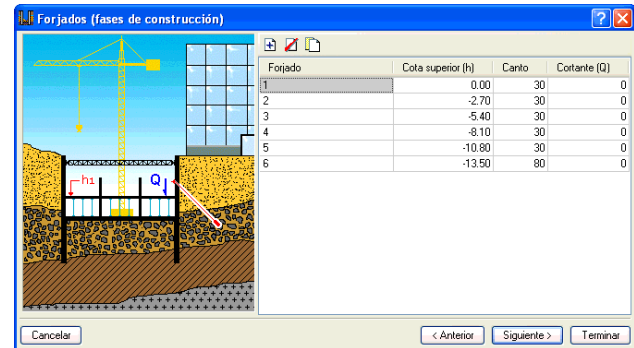 Forjados (fases de construcción)
Forjado Cota superior (h) Canto Cortante (Q)
1 0.00 30 0
2 -2.70 30 0
3 -5.40 30 0
4 -8.10 30 0
5 -10.80 30 0
6 -13.50 80 0
h1 Q
Cancelar < Anterior Siguiente > Terminar